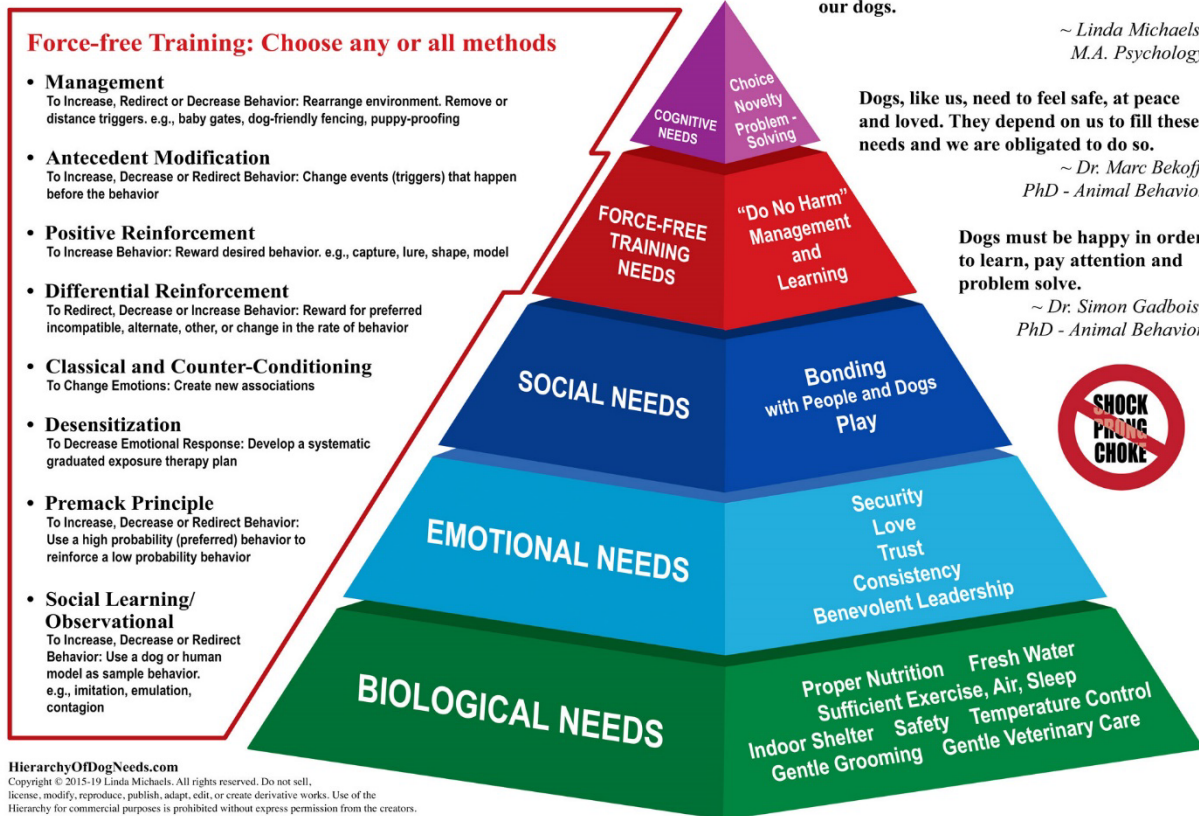 Force-free Training: Choose any or all methods
• Management
To Increase, Redirect or Decrease Behavior: Rearrange environment. Remove or
distance triggers. e.g., baby gates, dog-friendly fencing, puppy-proofing
• Antecedent Modification
To Increase, Decrease or Redirect Behavior: Change events (triggers) that happen
before the behavior
• Positive Reinforcement
To Increase Behavior: Reward desired behavior. e.g., capture, lure, shape, model
• Differential Reinforcement
To Redirect, Decrease or Increase Behavior: Reward for preferred
incompatible, alternate, other, or change in the rate of behavior
• Classical and Counter-Conditioning
To Change Emotions: Create new associations
• Desensitization
To Decrease Emotional Response: Develop a systematic
graduated exposure therapy plan
• Premack Principle
To Increase, Decrease or Redirect Behavior:
Use a high probability (preferred) behavior to
reinforce a low probability behavior
• Social Learning/
Observational
To Increase, Decrease or Redirect
Behavior: Use a dog or human
model as sample behavior.
e.g., imitation, emulation,
contagion
COGNITIVE
NEEDS
Choice
Novelty
Problem -
Solving
FORCE-FREE
TRAINING
NEEDS
“Do No Harm”
Management
and
Learning
SOCIAL NEEDS
Bonding
with People and Dogs
Play
EMOTIONAL NEEDS
Security
Love
Trust
Consistency
Benevolent Leadership
BIOLOGICAL NEEDS
Proper Nutrition Fresh Water
Sufficient Exercise, Air, Sleep
Indoor Shelter Safety Temperature Control
Gentle Grooming Gentle Veterinary Care
our dogs.
~ Linda Michaels
M.A. Psychology
Dogs, like us, need to feel safe, at peace
and loved. They depend on us to fill these
needs and we are obligated to do so.
~ Dr. Marc Bekoff
PhD - Animal Behavior
Dogs must be happy in order
to learn, pay attention and
problem solve.
~ Dr. Simon Gadbois
PhD - Animal Behavior
SHOCK
PRONG
CHOKE
HierarchyOfDogNeeds.com
Copyright © 2015-19 Linda Michaels. All rights reserved. Do not sell,
license, modify, reproduce, publish, adapt, edit, or create derivative works. Use of the
Hierarchy for commercial purposes is prohibited without express permission from the creators.